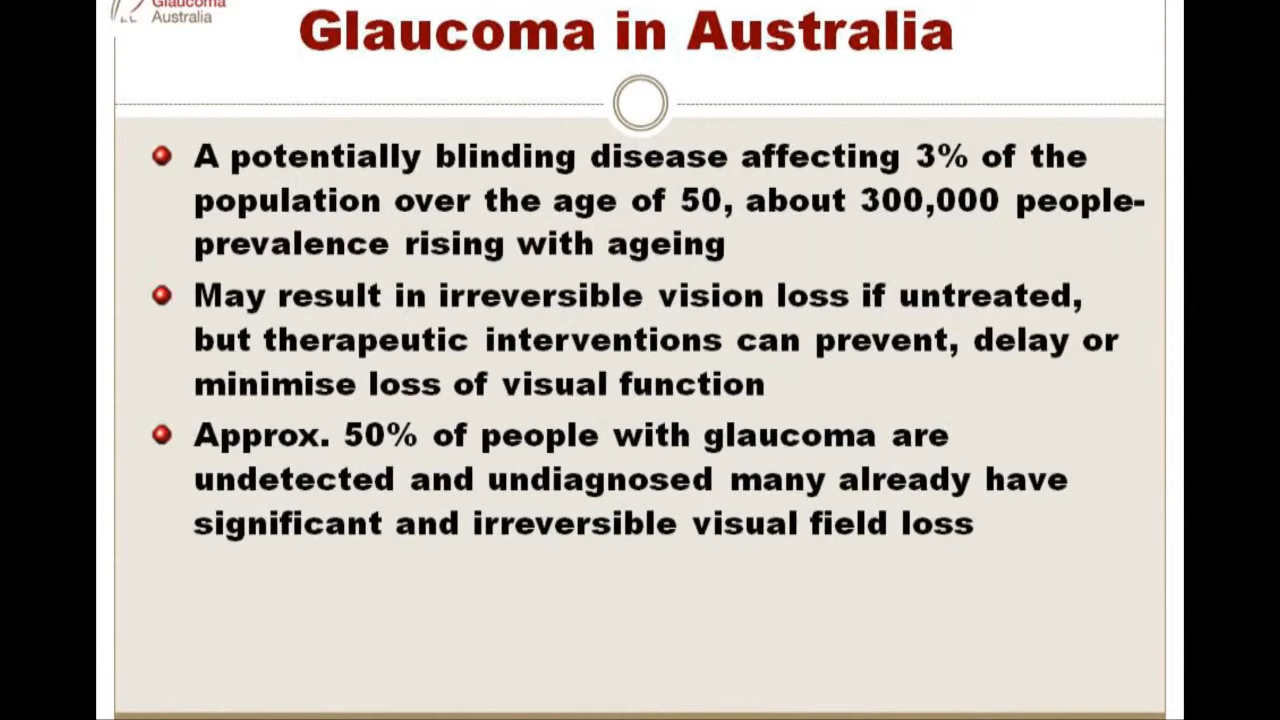 Glaucoma
Australia
Glaucoma in Australia
A potentially blinding disease affecting 3% of the
population over the age of 50, about 300,000 people-
prevalence rising with ageing
May result in irreversible vision loss if untreated,
but therapeutic interventions can prevent, delay or
minimise loss of visual function
Approx. 50% of people with glaucoma are
undetected and undiagnosed many already have
significant and irreversible visual field loss